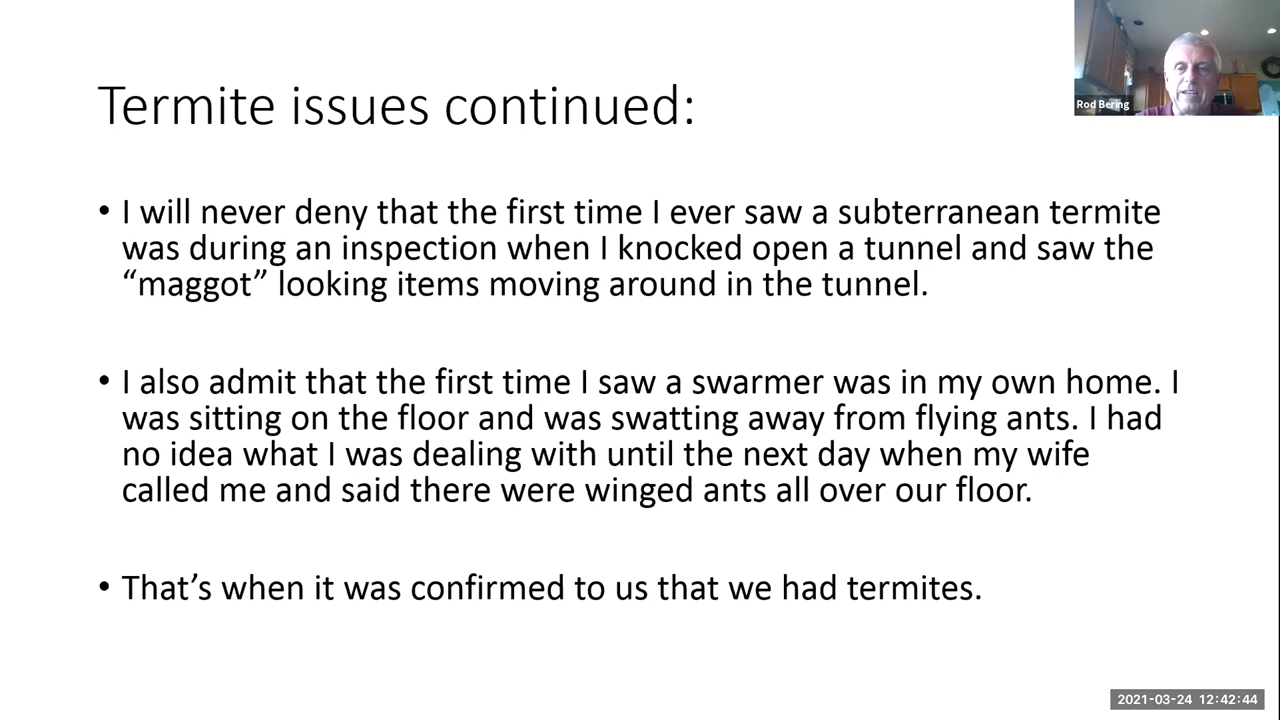 Termite issues continued:
Rod Bering
• I will never deny that the first time I ever saw a subterranean termite
was during an inspection when I knocked open a tunnel and saw the
“maggot” looking items moving around in the tunnel.
• I also admit that the first time I saw a swarmer was in my own home. I
was sitting on the floor and was swatting away from flying ants. I had
no idea what I was dealing with until the next day when my wife
called me and said there were winged ants all over our floor.
• That’s when it was confirmed to us that we had termites.
2021-03-24 12:42:44